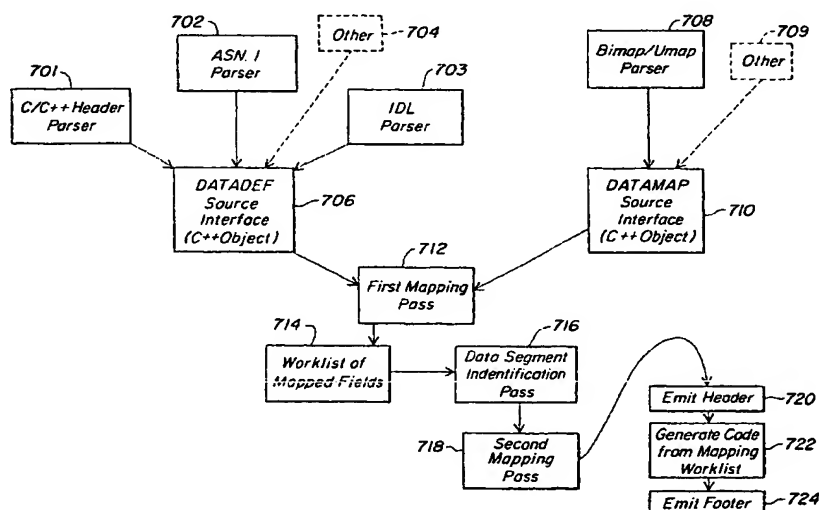 702
ASN. 1
Parser
Other
704
701
C/C++ Header
Parser
703
IDL
Parser
708
Bimap/Umap
Parser
709
Other
DATADEF
Source
Interface
(C++Object)
706
DATAMAP
Source
Interface
(C++Object)
710
712
First Mapping
Pass
714
Worklist of
Mapped Fields
716
Data Segment
Indentification
Pass
718
Second
Mapping
Pass
Emit Header
720
Generate Code
from Mapping
Worklist
722
Emit Footer
724